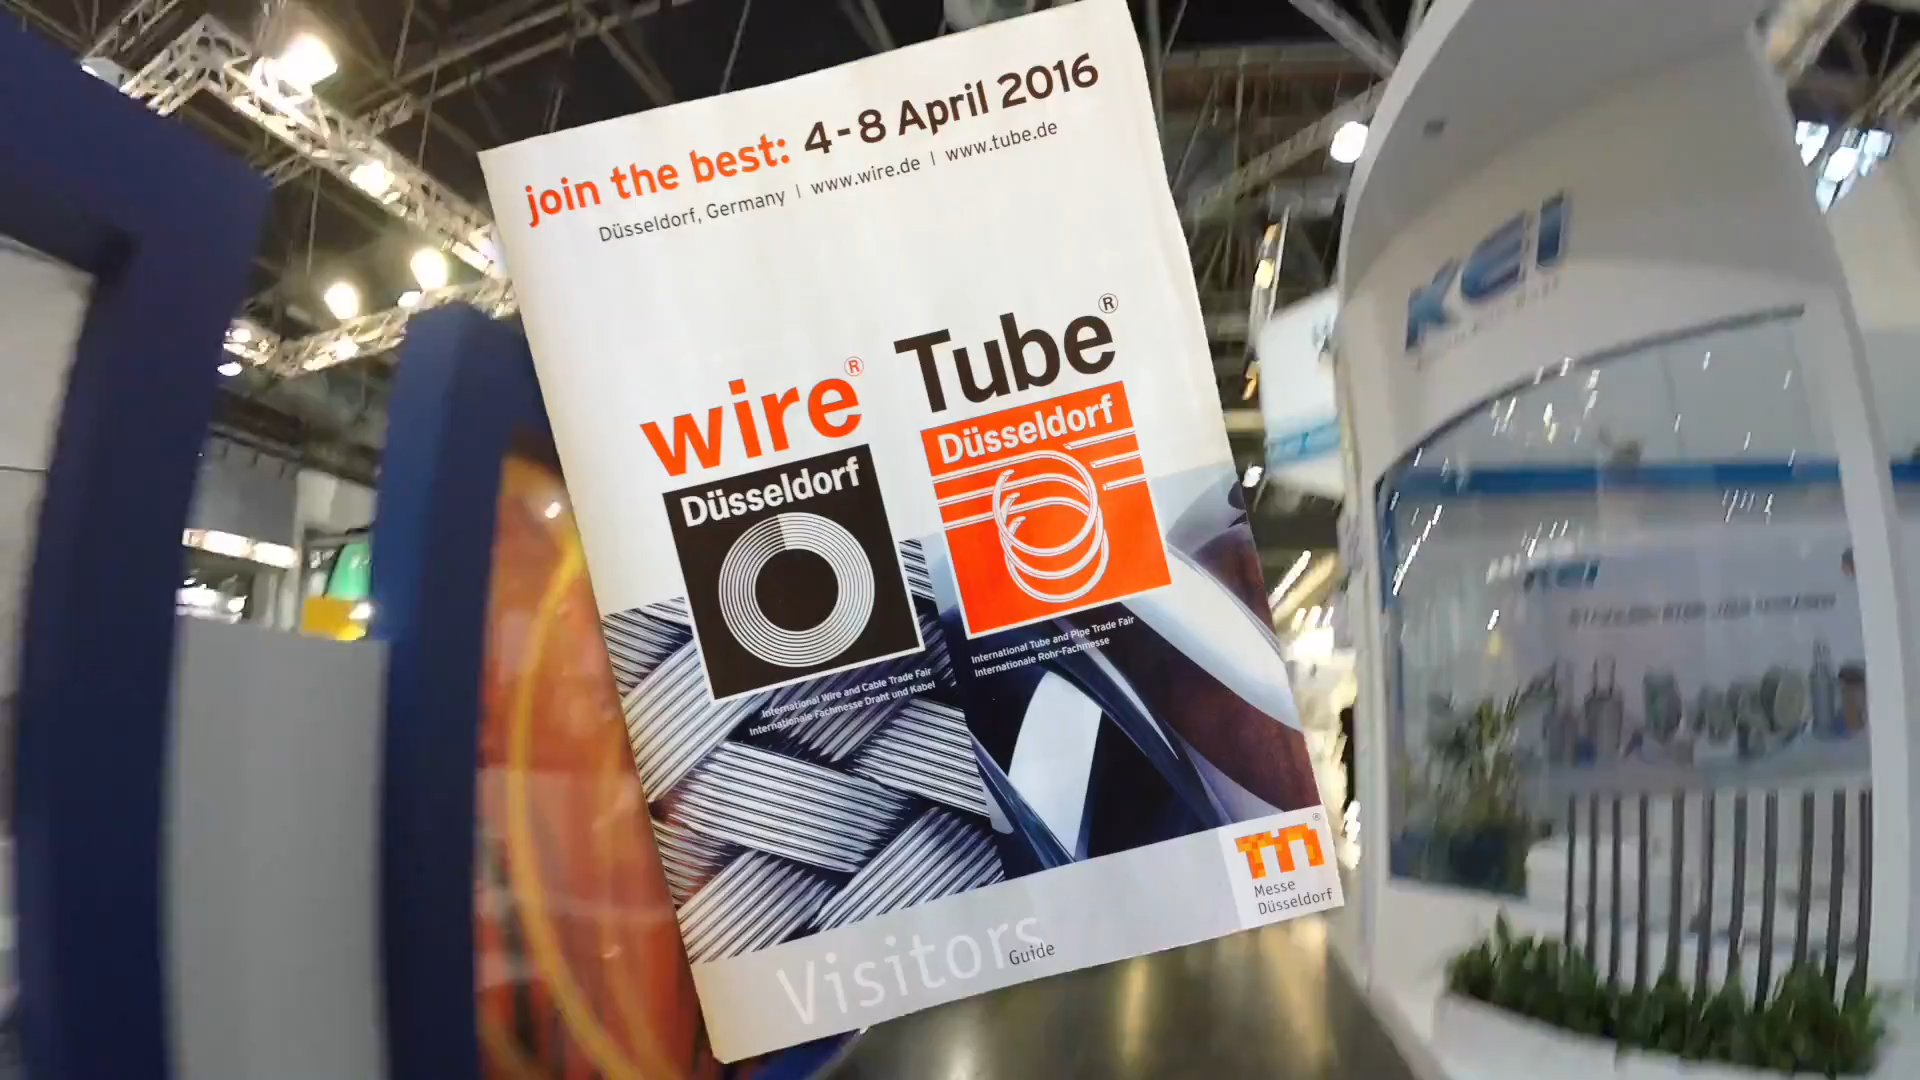 join the best: 4 - 8 April 2016
Düsseldorf, Germany | www.wire.de | www.tube.de
wire®
Düsseldorf
International Wire and Cable Trade Fair
Internationale Fachmesse Draht und Kabel
Tube®
Düsseldorf
International Tube and Pipe Trade Fair
Internationale Rohr-Fachmesse
Messe
Düsseldorf
Visitors
Guide
KEI